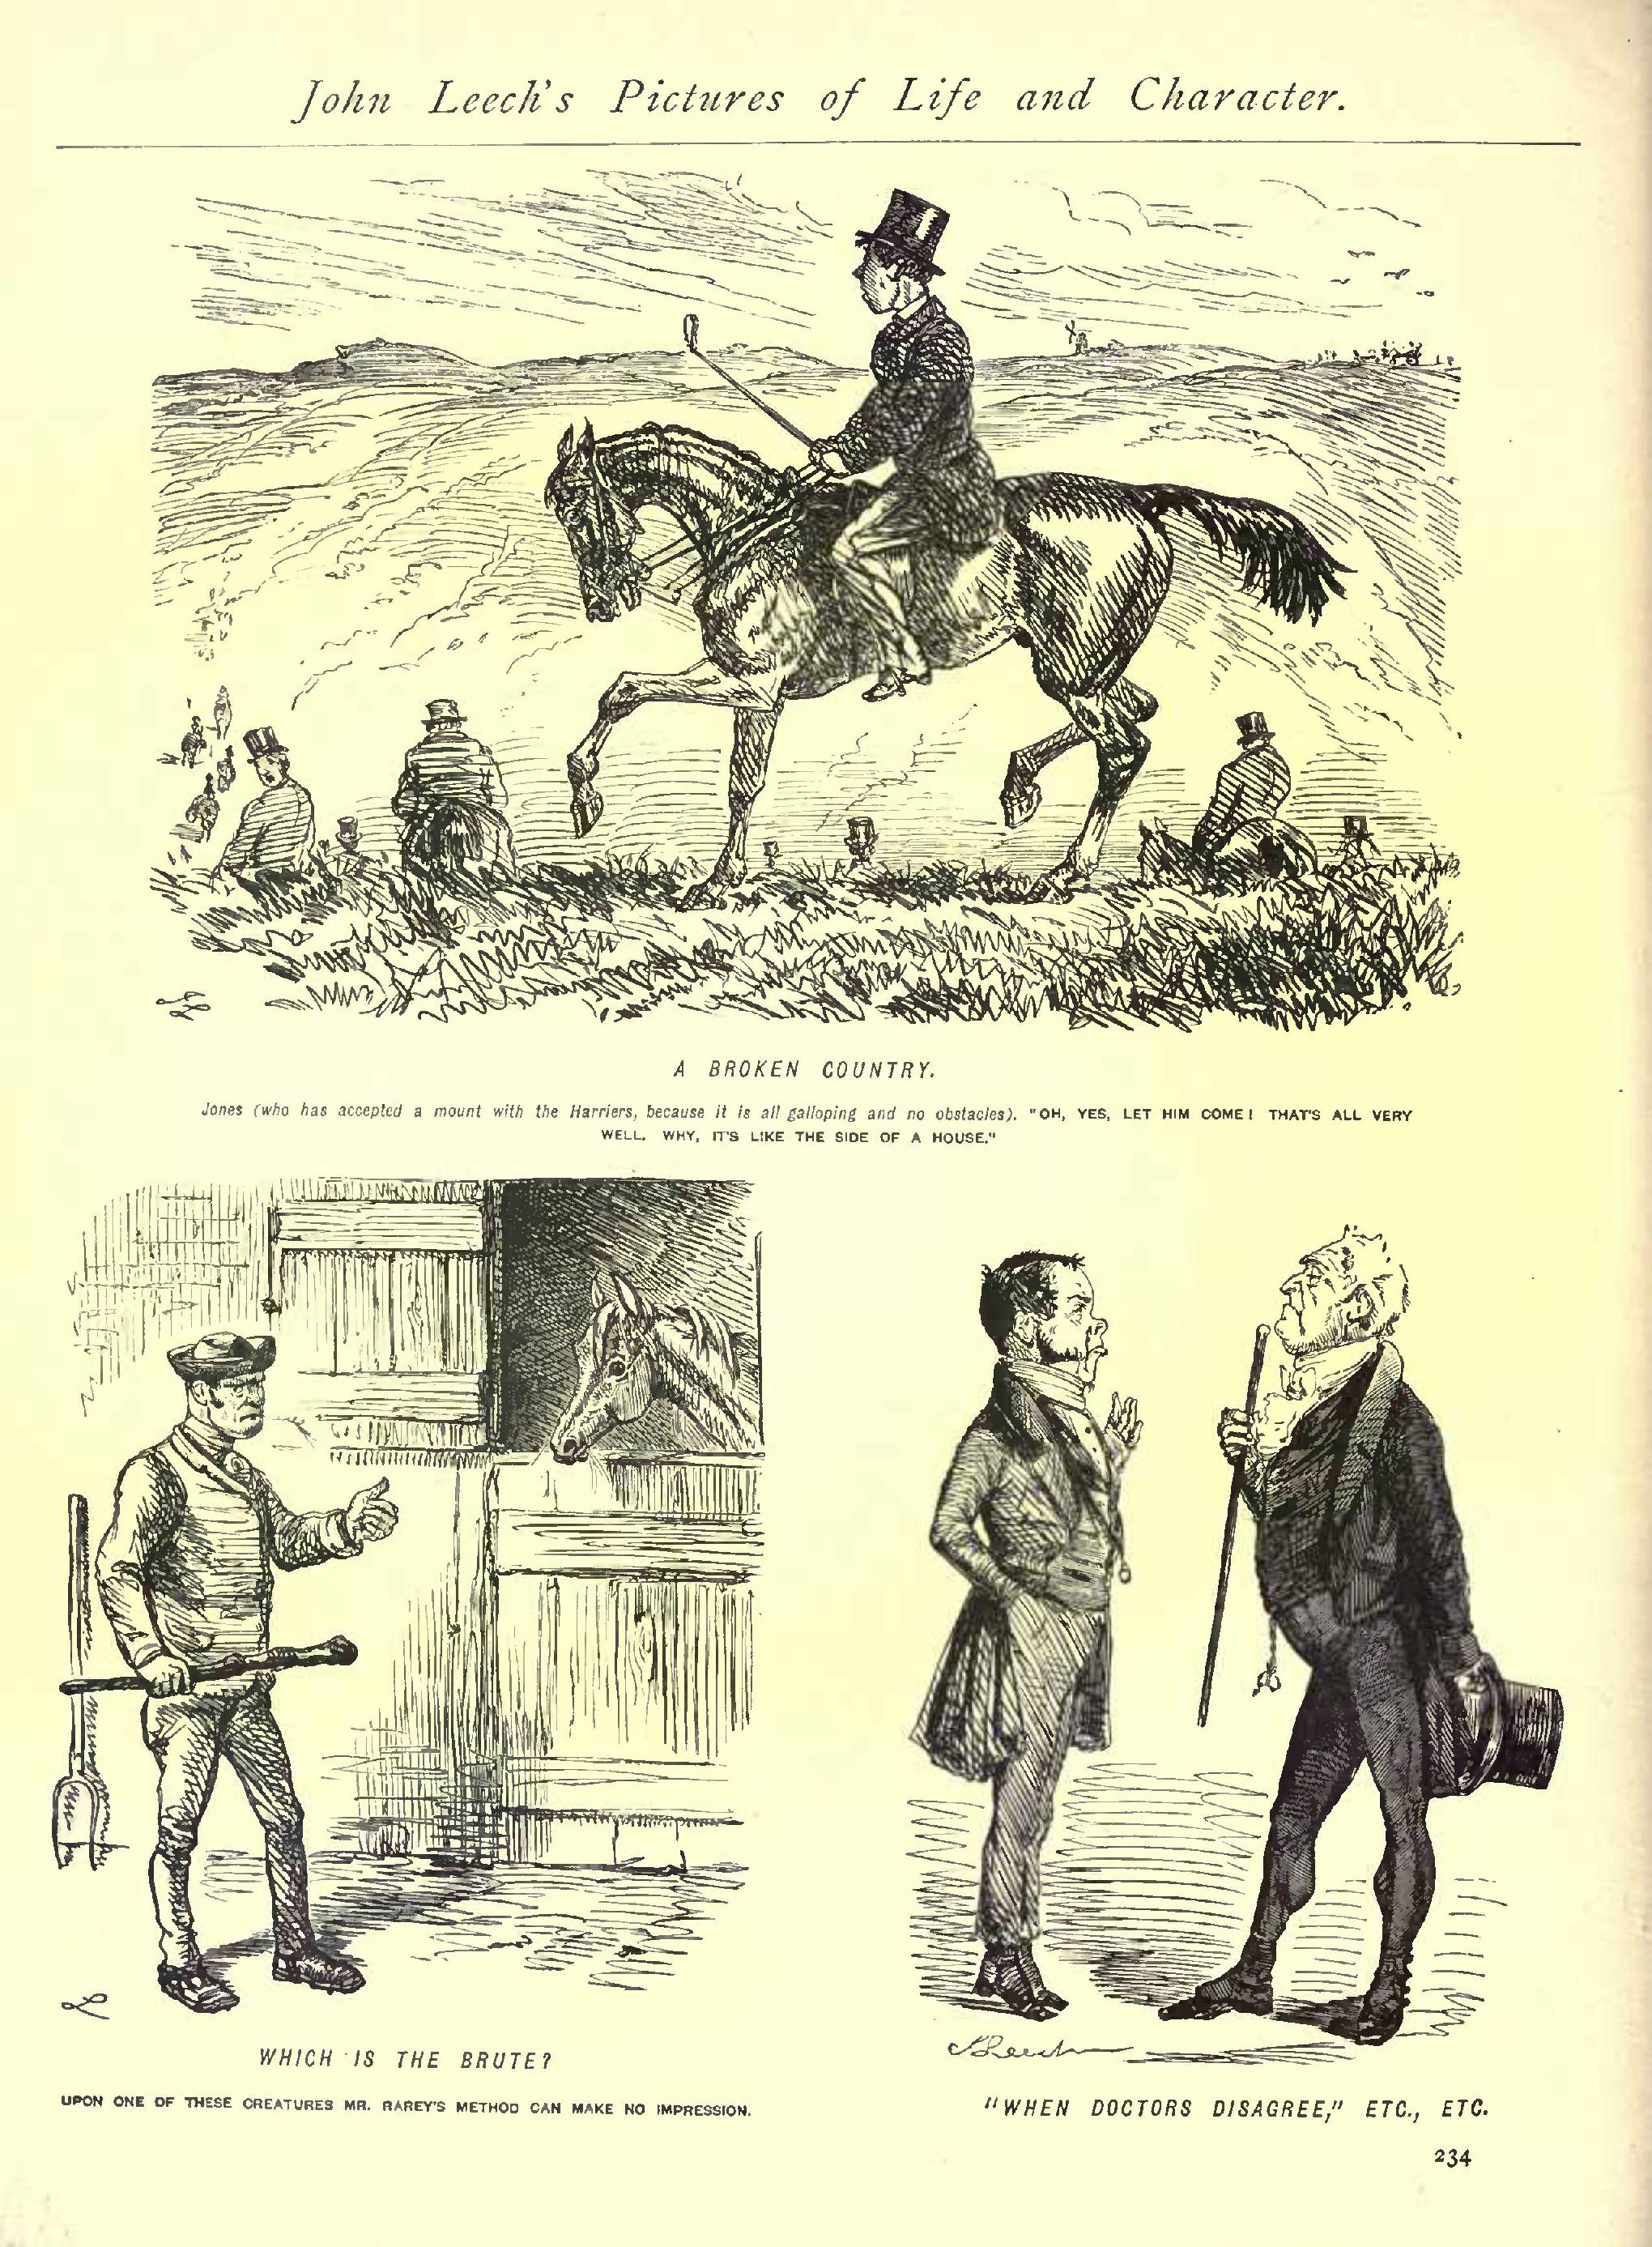 John Leech's Pictures of Life and Character.
A BROKEN COUNTRY.
Jones (who has accepted a mount with the Harriers, because it is all galloping and no obstacles). "OH, YES, LET HIM COME! THAT'S ALL VERY
WELL. WHY, IT'S LIKE THE SIDE OF A HOUSE."
WHICH IS THE BRUTE?
UPON ONE OF THESE CREATURES MR. RAREY'S METHOD CAN MAKE NO IMPRESSION.
J Leech
"WHEN DOCTORS DISAGREE," ETC., ETC.
234